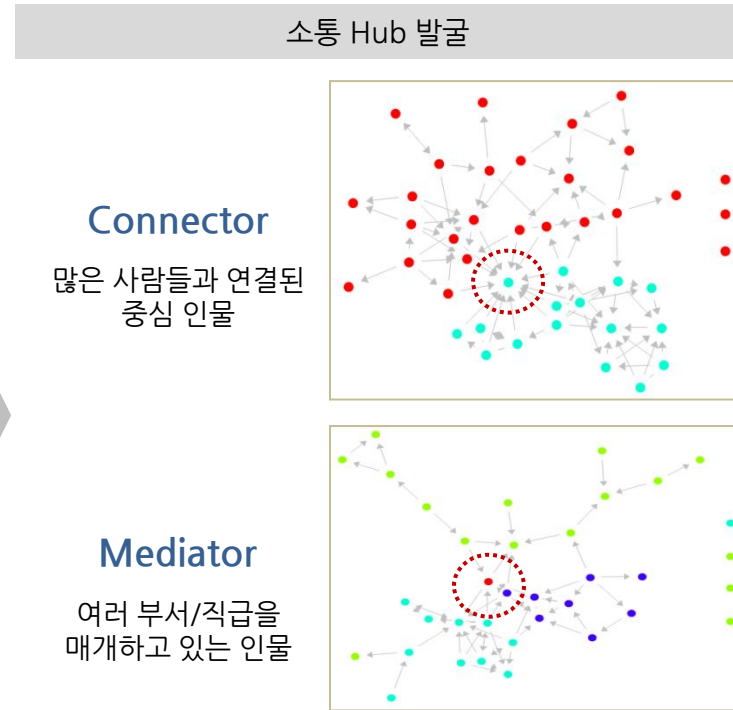 소통 Hub 발굴
Connector
많은 사람들과 연결된
중심 인물
Mediator
여러 부서/직급을
매개하고 있는 인물